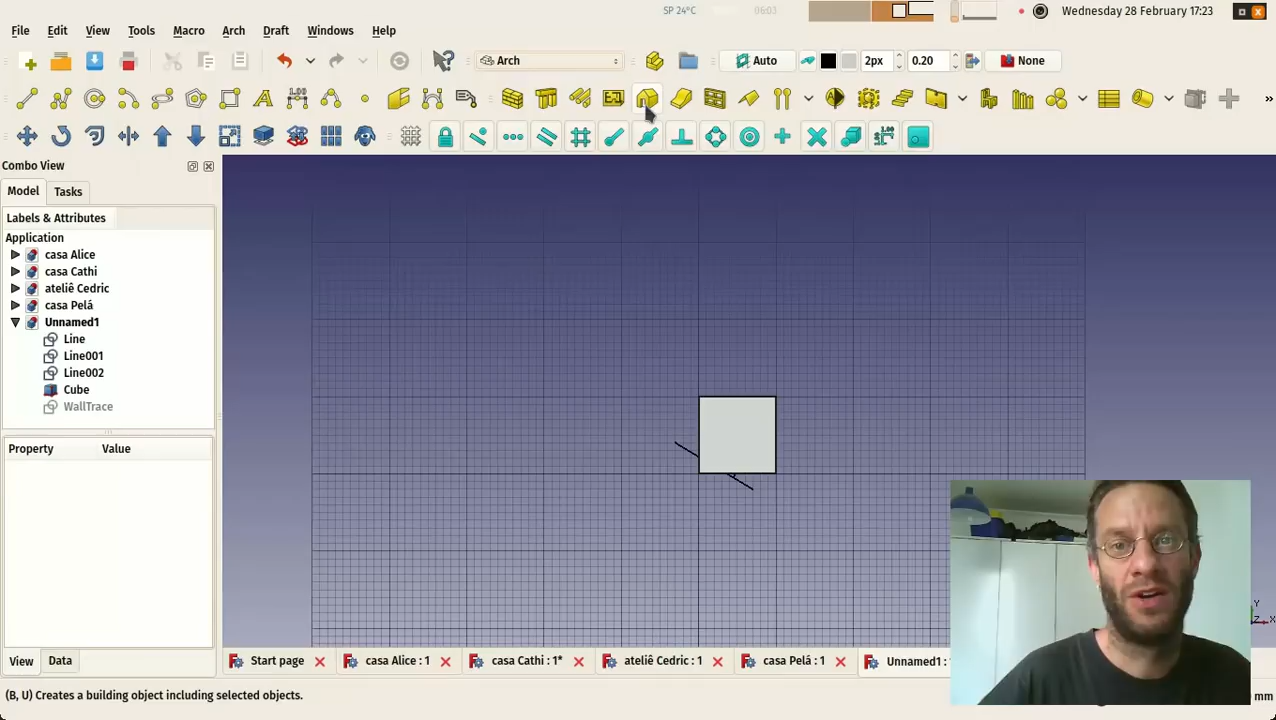 SP 24°C 06:03 Wednesday 28 February 17:23
File Edit View Tools Macro Arch Draft Windows Help
Arch Auto 2px 0.20 None
Combo View
Model Tasks
Labels & Attributes
Application
casa Alice
casa Cathi
ateliê Cedric
casa Pelá
Unnamed1
Line
Line001
Line002
Cube
WallTrace
Property Value
Y
Z X
View Data Start page casa Alice : 1 casa Cathi : 1* ateliê Cedric : 1 casa Pelá : 1 Unnamed1 :
(B, U) Creates a building object including selected objects. mm